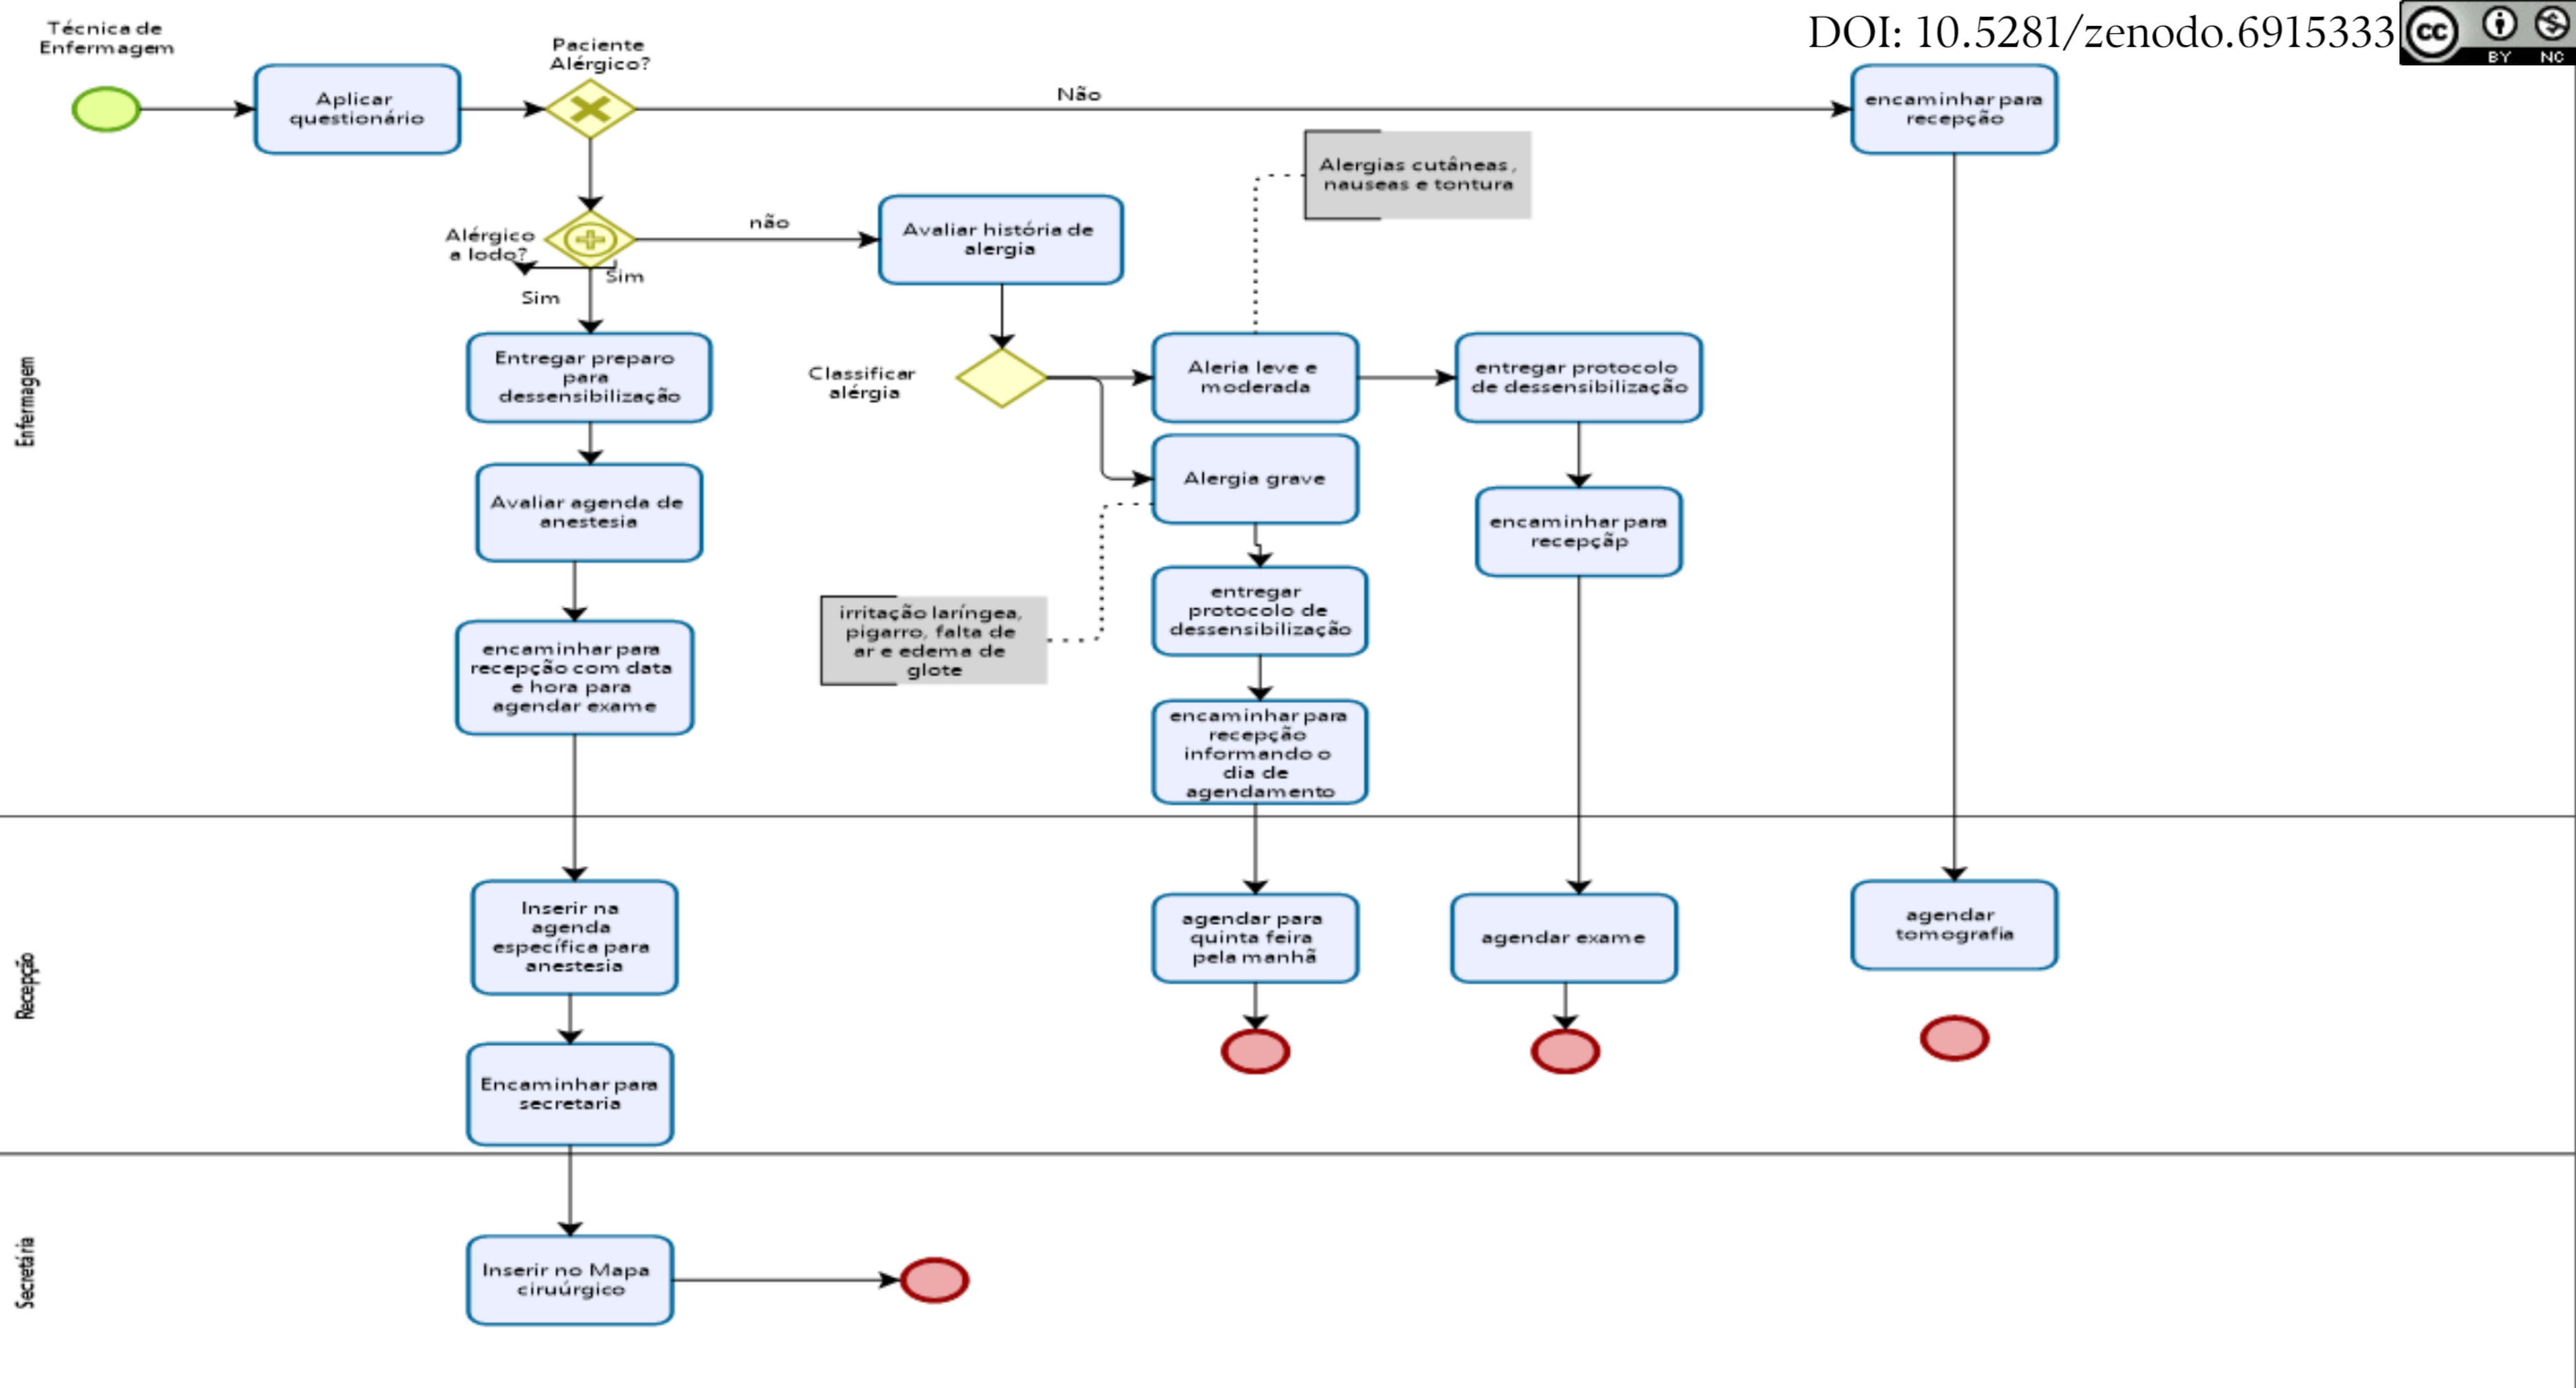 DOI: 10.5281/zenodo.6915333
CC
BY NC
Técnica de
Enfermagem
Paciente
Alérgico?
Aplicar
questionário
Não
encaminhar para
recepção
Alergias cutâneas,
nauseas e tontura
Alérgico
a Iodo?
não
Avaliar história de
alergia
Sim
Sim
Enfermagem
Entregar preparo
para
dessensibilização
Classificar
alérgia
Aleria leve e
moderada
entregar protocolo
de dessensibilização
Avaliar agenda de
anestesia
Alergia grave
encaminhar para
recepçãp
irritação laríngea,
pigarro, falta de
ar e edema de
glote
entregar
protocolo de
dessensibilização
encaminhar para
recepção com data
e hora para
agendar exame
encaminhar para
recepção
informando o
dia de
agendamento
Recepção
Inserir na
agenda
específica para
anestesia
agendar para
quinta feira
pela manhã
agendar exame
agendar
tomografia
Encaminhar para
secretaria
Secretária
Inserir no Mapa
ciruúrgico